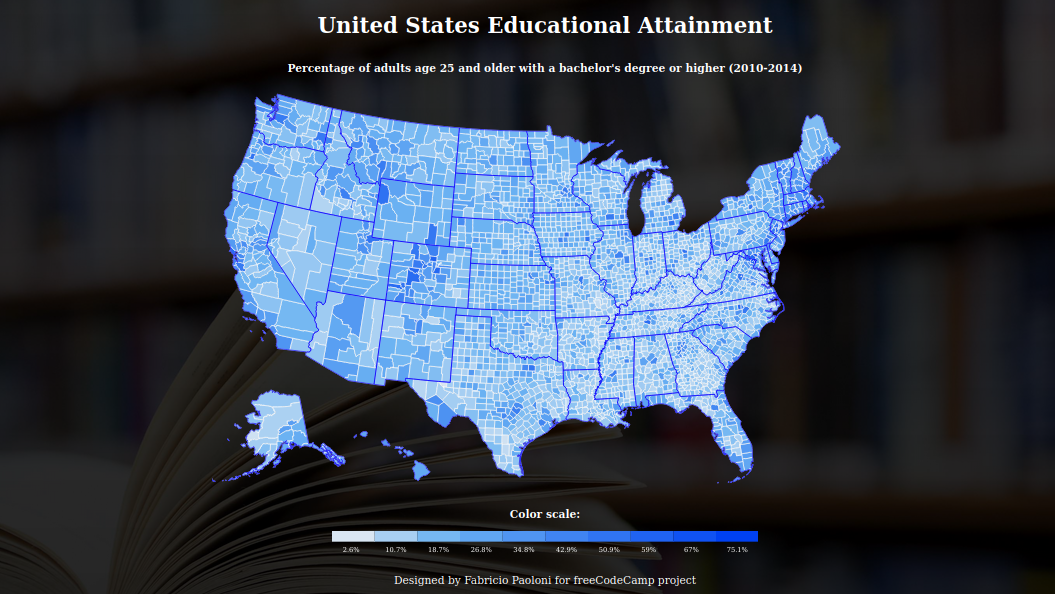 United States Educational Attainment
Percentage of adults age 25 and older with a bachelor's degree or higher (2010-2014)
Color scale:
2.6% 10.7% 18.7% 26.8% 34.8% 42.9% 50.9% 59% 67% 75.1%
Designed by Fabricio Paoloni for freeCodeCamp project